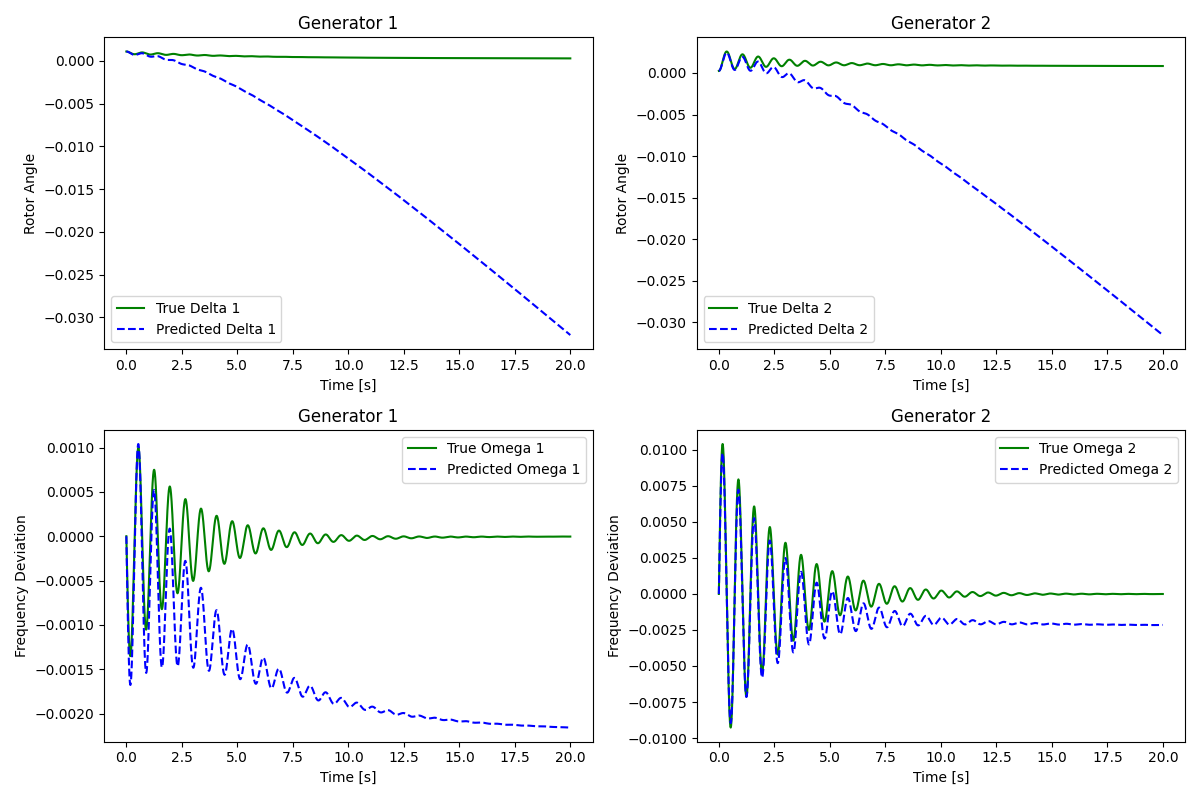 Generator 1
0.000
−0.005
−0.010
−0.015
−0.020
−0.025
−0.030
Rotor Angle
True Delta 1
Predicted Delta 1
0.0 2.5 5.0 7.5 10.0 12.5 15.0 17.5 20.0
Time [s]
Generator 2
0.000
−0.005
−0.010
−0.015
−0.020
−0.025
−0.030
Rotor Angle
True Delta 2
Predicted Delta 2
0.0 2.5 5.0 7.5 10.0 12.5 15.0 17.5 20.0
Time [s]
Generator 1
0.0010
0.0005
0.0000
−0.0005
−0.0010
−0.0015
−0.0020
Frequency Deviation
True Omega 1
Predicted Omega 1
0.0 2.5 5.0 7.5 10.0 12.5 15.0 17.5 20.0
Time [s]
Generator 2
0.0100
0.0075
0.0050
0.0025
0.0000
−0.0025
−0.0050
−0.0075
−0.0100
Frequency Deviation
True Omega 2
Predicted Omega 2
0.0 2.5 5.0 7.5 10.0 12.5 15.0 17.5 20.0
Time [s]